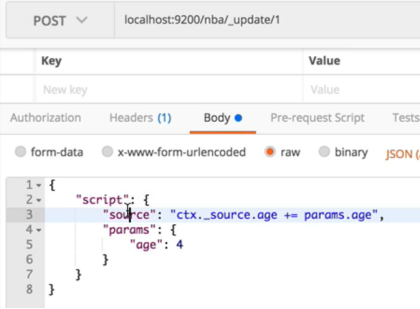 POST localhost:9200/nba/_update/1
Key Value
New key Value
Authorization Headers (1) Body Pre-request Script Tests
form-data x-www-form-urlencoded raw binary JSON (
1 {
2 "script": {
3 "source": "ctx._source.age += params.age",
4 "params": {
5 "age": 4
6 }
7 }
8 }